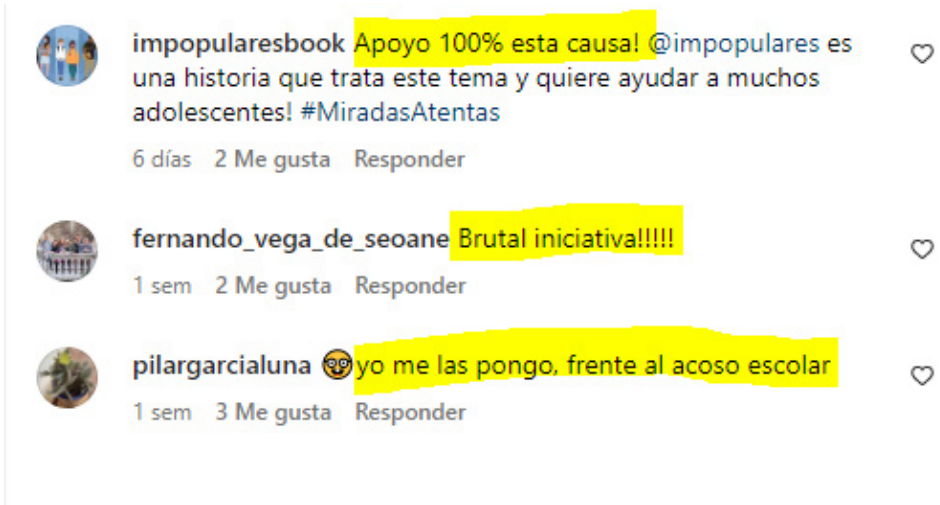 impopularesbook Apoyo 100% esta causa! @impopulares es
una historia que trata este tema y quiere ayudar a muchos
adolescentes! #MiradasAtentas
6 días 2 Me gusta Responder
fernando_vega_de_seoane Brutal iniciativa!!!!!
1 sem 2 Me gusta Responder
pilargarcialuna 🤓yo me las pongo, frente al acoso escolar
1 sem 3 Me gusta Responder